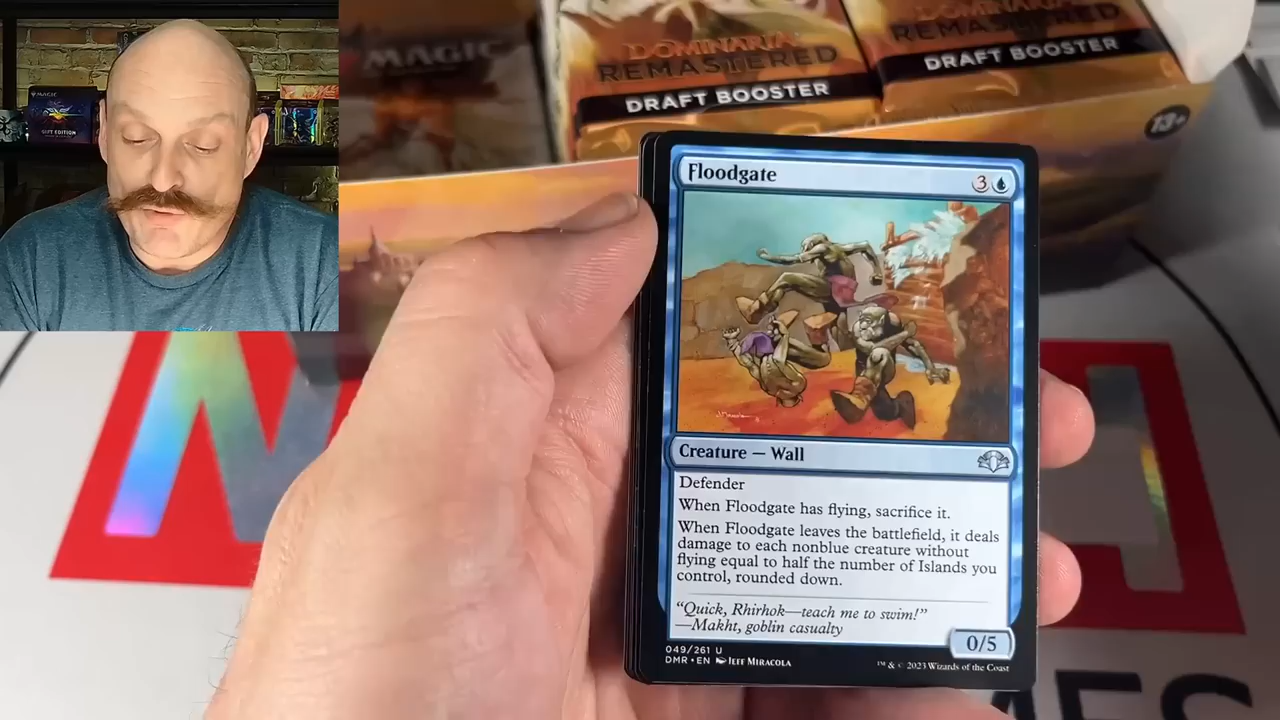 MAGIC
GIFT EDITION
MAGIC
DOMINARIA
REMASTERED
DRAFT BOOSTER
DOMINARIA
REMASTERED
DRAFT BOOSTER
13+
Floodgate
3
Creature — Wall
Defender
When Floodgate has flying, sacrifice it.
When Floodgate leaves the battlefield, it deals
damage to each nonblue creature without
flying equal to half the number of Islands you
control, rounded down.
“Quick, Rhirhok—teach me to swim!”
—Makht, goblin casualty
0/5
049/261 U
DMR • EN JEFF MIRACOLA
™ & © 2023 Wizards of the Coast